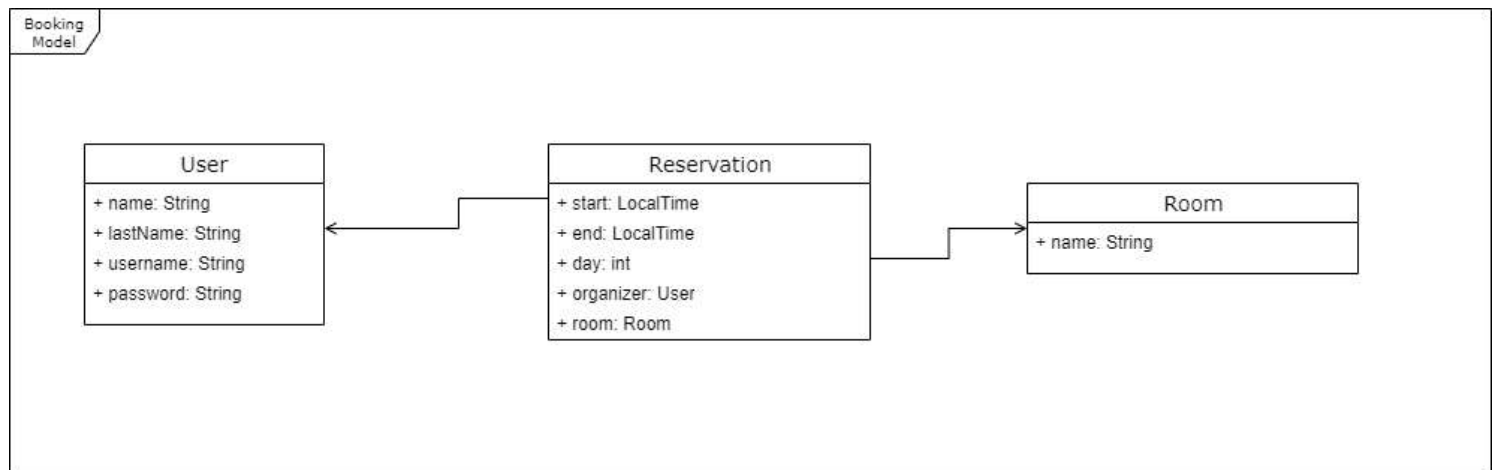 Booking
Model
User
+ name: String
+ lastName: String
+ username: String
+ password: String
Reservation
+ start: LocalTime
+ end: LocalTime
+ day: int
+ organizer: User
+ room: Room
Room
+ name: String